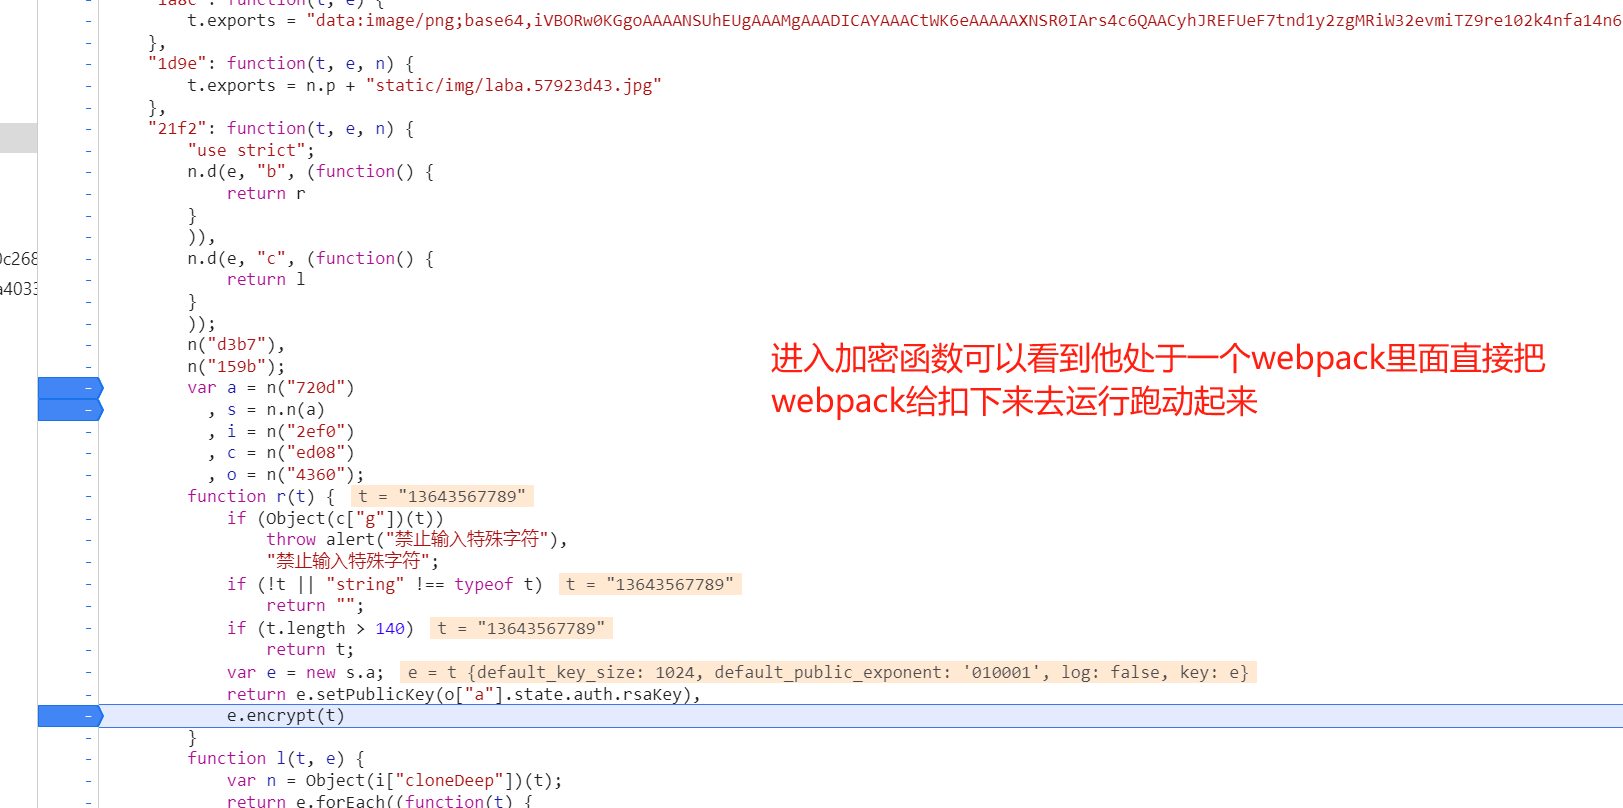 "1a8c": function(t, e) {
t.exports = "data:image/png;base64,iVBORw0KGgoAAAANSUhEUgAAAMgAAADICAYAAACtWK6eAAAAAXNSR0IArs4c6QAACyhJREFUeF7tnd1y2zgMRiW32evmiTZ9re102k4nfa14n6
},
"1d9e": function(t, e, n) {
t.exports = n.p + "static/img/laba.57923d43.jpg"
},
"21f2": function(t, e, n) {
"use strict";
n.d(e, "b", (function() {
return r
}
)),
n.d(e, "c", (function() {
return l
}
));
n("d3b7"),
n("159b");
var a = n("720d")
, s = n.n(a)
, i = n("2ef0")
, c = n("ed08")
, o = n("4360");
function r(t) { t = "13643567789"
if (Object(c["g"])(t))
throw alert("禁止输入特殊字符"),
"禁止输入特殊字符";
if (!t || "string" !== typeof t) t = "13643567789"
return "";
if (t.length > 140) t = "13643567789"
return t;
var e = new s.a; e = t {default_key_size: 1024, default_public_exponent: '010001', log: false, key: e}
return e.setPublicKey(o["a"].state.auth.rsaKey),
e.encrypt(t)
}
function l(t, e) {
var n = Object(i["cloneDeep"])(t);
return e.forEach((function(t) {
进入加密函数可以看到他处于一个webpack里面直接把
webpack给扣下来去运行跑动起来
0c268
a4033